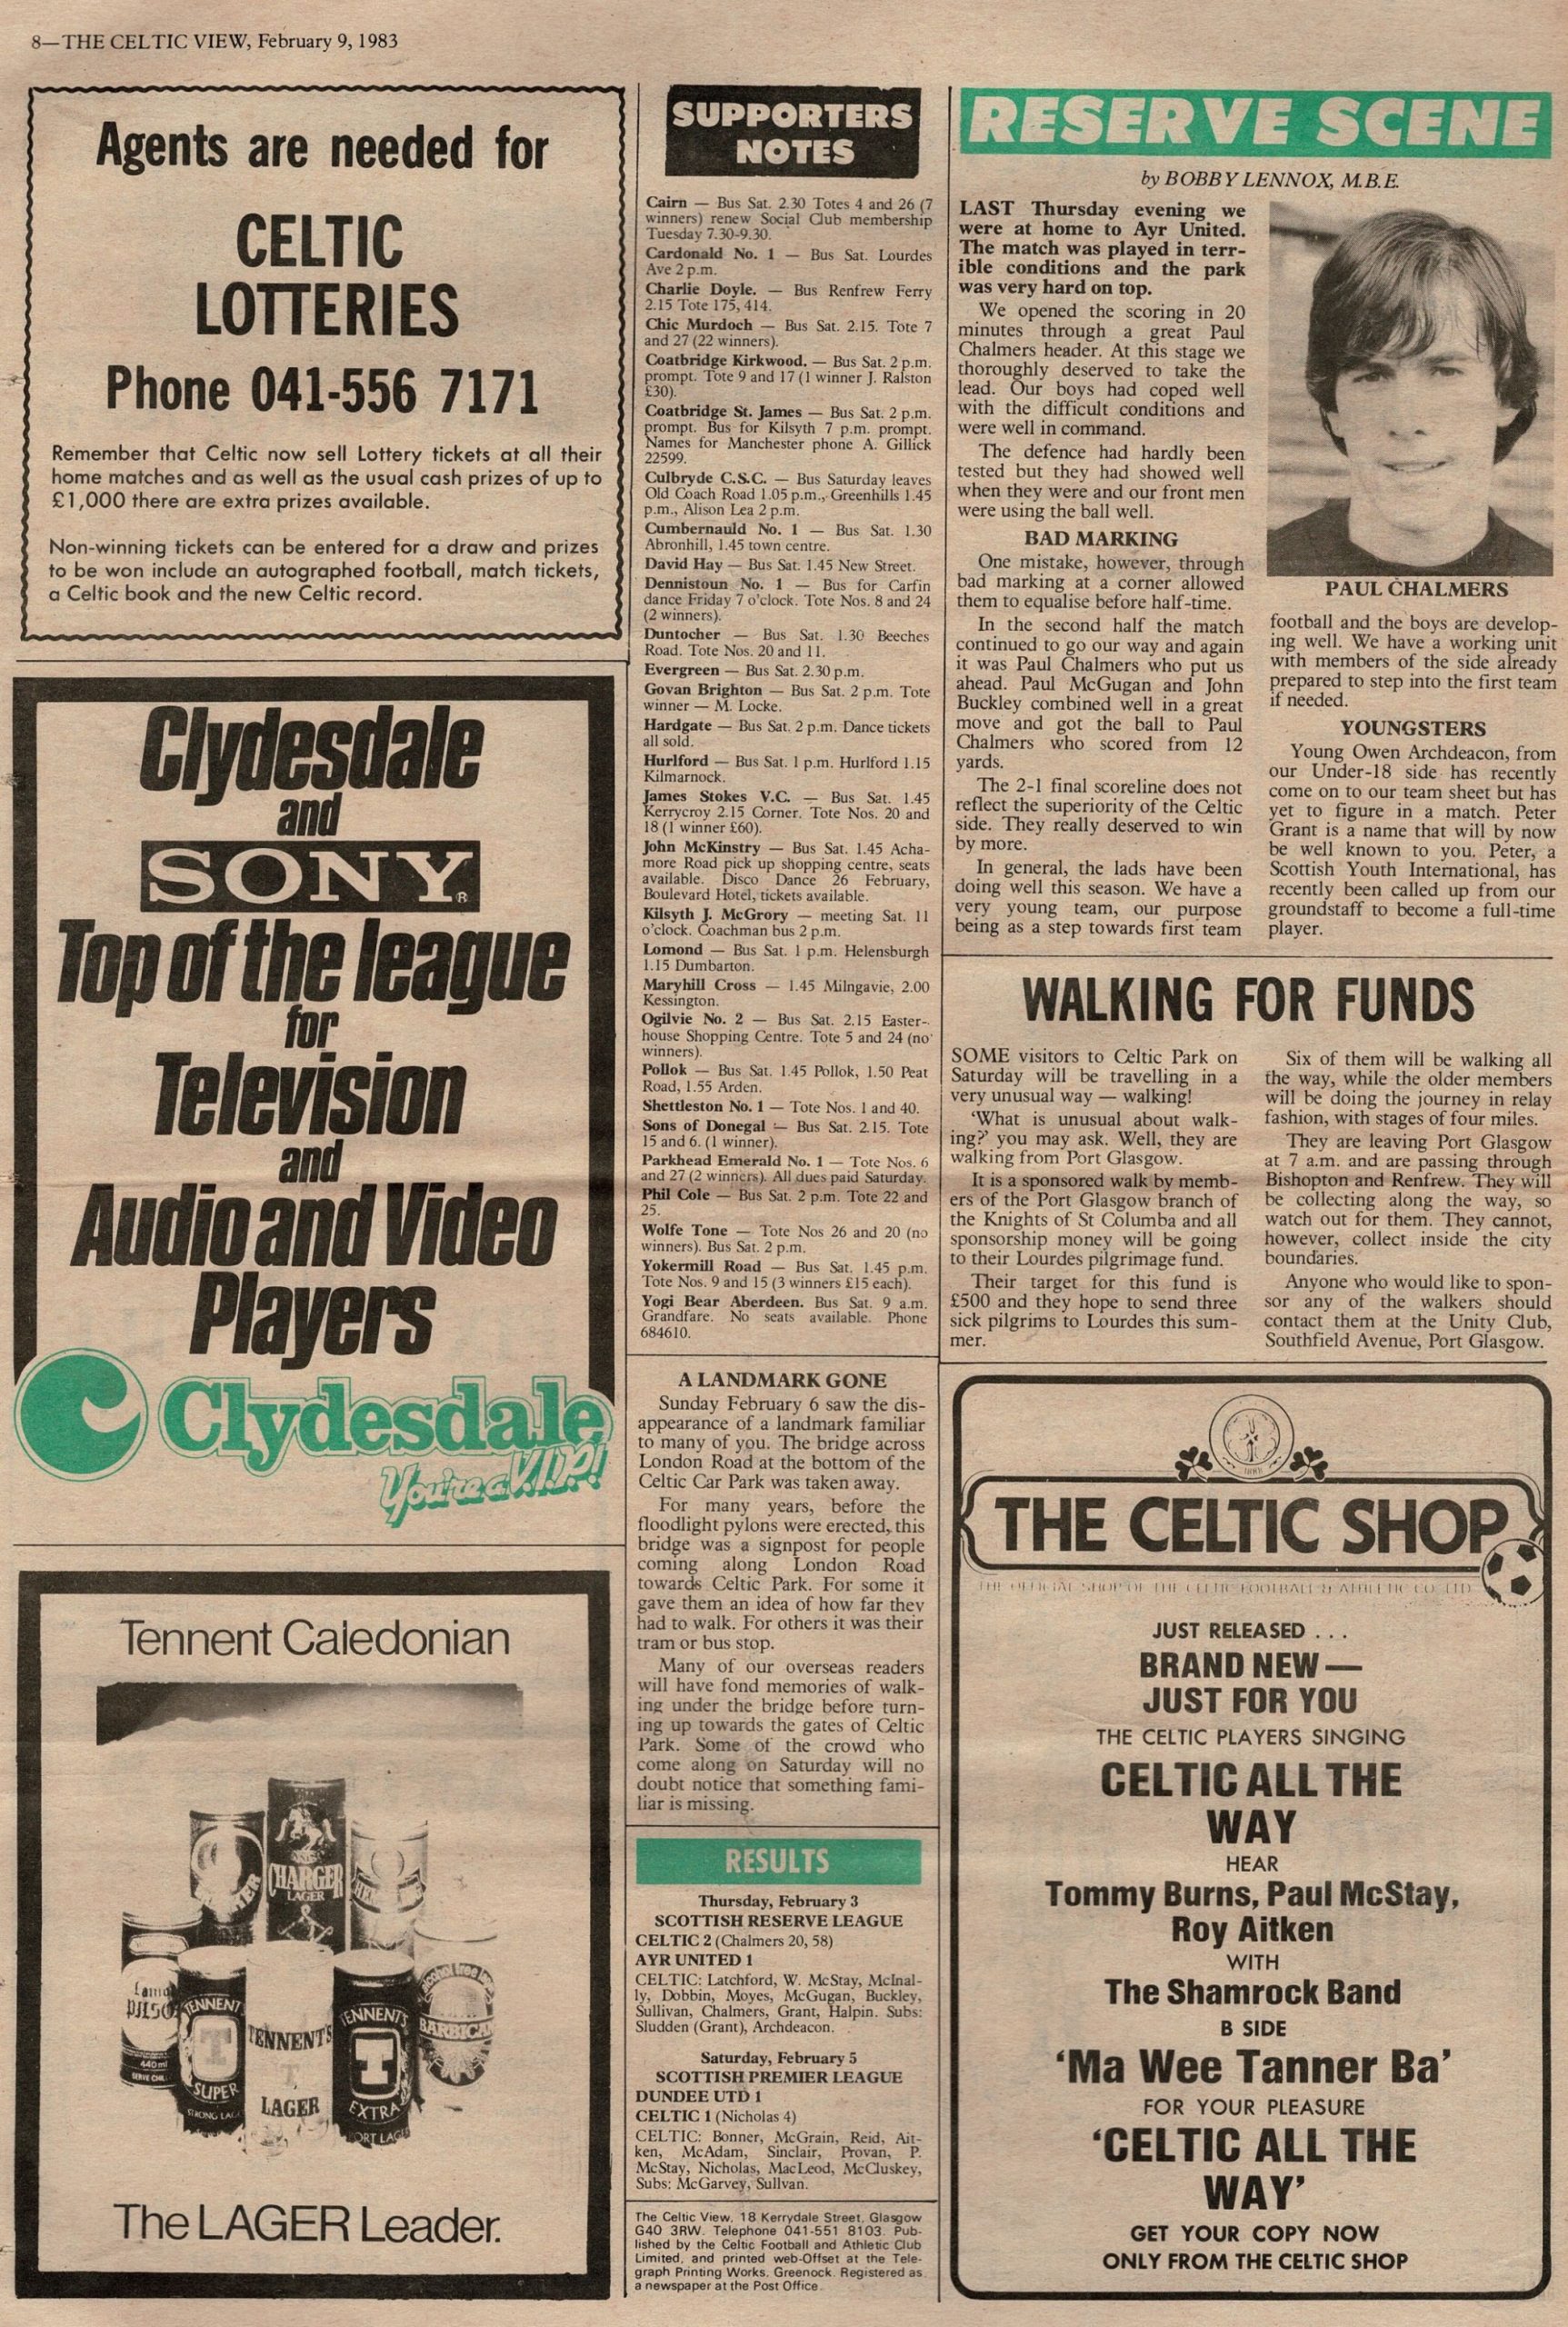 8—THE CELTIC VIEW, February 9, 1983
Agents are needed for
CELTIC
LOTTERIES
Phone 041-556 7171
Remember that Celtic now sell Lottery tickets at all their
home matches and as well as the usual cash prizes of up to
£1,000 there are extra prizes available.
Non-winning tickets can be entered for a draw and prizes
to be won include an autographed football, match tickets,
a Celtic book and the new Celtic record.
Clydesdale
and
SONY®
Top of the league
for
Television
and
Audio and Video
Players
Clydesdale
You're a V.I.P!
Tennent Caledonian
CHARGER
LAGER
PILS
440ml
TENNENT
SUPER
STRONG LAG
TENNENT'S
LAGER
TENNENT'S
EXTRA
BARBICA
The LAGER Leader.
SUPPORTERS
NOTES
Cairn — Bus Sat. 2.30 Totes 4 and 26 (7
winners) renew Social Club membership
Tuesday 7.30-9.30.
Cardonald No. 1 — Bus Sat. Lourdes
Ave 2 p.m.
Charlie Doyle. — Bus Renfrew Ferry
2.15 Tote 175, 414.
Chic Murdoch — Bus Sat. 2.15. Tote 7
and 27 (22 winners).
Coatbridge Kirkwood. — Bus Sat. 2 p.m.
prompt. Tote 9 and 17 (1 winner J. Ralston
£30).
Coatbridge St. James — Bus Sat. 2 p.m.
prompt. Bus for Kilsyth 7 p.m. prompt.
Names for Manchester phone A. Gillick
22599.
Culbryde C.S.C. — Bus Saturday leaves
Old Coach Road 1.05 p.m., Greenhills 1.45
p.m., Alison Lea 2 p.m.
Cumbernauld No. 1 — Bus Sat. 1.30
Abronhill, 1.45 town centre.
David Hay — Bus Sat. 1.45 New Street.
Dennistoun No. 1 — Bus for Carfin
dance Friday 7 o'clock. Tote Nos. 8 and 24
(2 winners).
Duntocher — Bus Sat. 1.30 Beeches
Road. Tote Nos. 20 and 11.
Evergreen — Bus Sat. 2.30 p.m.
Govan Brighton — Bus Sat. 2 p.m. Tote
winner — M. Locke.
Hardgate — Bus Sat. 2 p.m. Dance tickets
all sold.
Hurlford — Bus Sat. 1 p.m. Hurlford 1.15
Kilmarnock.
James Stokes V.C. — Bus Sat. 1.45
Kerrycroy 2.15 Corner. Tote Nos. 20 and
18 (1 winner £60).
John McKinstry — Bus Sat. 1.45 Acha-
more Road pick up shopping centre, seats
available. Disco Dance 26 February,
Boulevard Hotel, tickets available.
Kilsyth J. McGrory — meeting Sat. 11
o'clock. Coachman bus 2 p.m.
Lomond — Bus Sat. 1 p.m. Helensburgh
1.15 Dumbarton.
Maryhill Cross — 1.45 Milngavie, 2.00
Kessington.
Ogilvie No. 2 — Bus Sat. 2.15 Easter-
house Shopping Centre. Tote 5 and 24 (no
winners).
Pollok — Bus Sat. 1.45 Pollok, 1.50 Peat
Road, 1.55 Arden.
Shettleston No. 1 — Tote Nos. 1 and 40.
Sons of Donegal — Bus Sat. 2.15. Tote
15 and 6. (1 winner).
Parkhead Emerald No. 1 — Tote Nos. 6
and 27 (2 winners). All dues paid Saturday.
Phil Cole — Bus Sat. 2 p.m. Tote 22 and
25.
Wolfe Tone — Tote Nos 26 and 20 (no
winners). Bus Sat. 2 p.m.
Yokermill Road — Bus Sat. 1.45 p.m.
Tote Nos. 9 and 15 (3 winners £15 each).
Yogi Bear Aberdeen. Bus Sat. 9 a.m.
Grandfare. No seats available. Phone
684610.
A LANDMARK GONE
Sunday February 6 saw the dis-
appearance of a landmark familiar
to many of you. The bridge across
London Road at the bottom of the
Celtic Car Park was taken away.
For many years, before the
floodlight pylons were erected, this
bridge was a signpost for people
coming along London Road
towards Celtic Park. For some it
gave them an idea of how far they
had to walk. For others it was their
tram or bus stop.
Many of our overseas readers
will have fond memories of walk-
ing under the bridge before turn-
ing up towards the gates of Celtic
Park. Some of the crowd who
come along on Saturday will no
doubt notice that something fami-
liar is missing.
RESULTS
Thursday, February 3
SCOTTISH RESERVE LEAGUE
CELTIC 2 (Chalmers 20, 58)
AYR UNITED 1
CELTIC: Latchford, W. McStay, McInal-
ly, Dobbin, Moyes, McGugan, Buckley,
Sullivan, Chalmers, Grant, Halpin. Subs:
Sludden (Grant), Archdeacon.
Saturday, February 5
SCOTTISH PREMIER LEAGUE
DUNDEE UTD 1
CELTIC 1 (Nicholas 4)
CELTIC: Bonner, McGrain, Reid, Ait-
ken, McAdam, Sinclair, Provan, P.
McStay, Nicholas, MacLeod, McCluskey,
Subs: McGarvey, Sullvan.
The Celtic View, 18 Kerrydale Street, Glasgow
G40 3RW. Telephone 041-551 8103. Pub-
lished by the Celtic Football and Athletic Club
Limited, and printed web-Offset at the Tele-
graph Printing Works, Greenock. Registered as
a newspaper at the Post Office.
RESERVE SCENE
by BOBBY LENNOX, M.B.E.
LAST Thursday evening we
were at home to Ayr United.
The match was played in terr-
ible conditions and the park
was very hard on top.
We opened the scoring in 20
minutes through a great Paul
Chalmers header. At this stage we
thoroughly deserved to take the
lead. Our boys had coped well
with the difficult conditions and
were well in command.
The defence had hardly been
tested but they had showed well
when they were and our front men
were using the ball well.
BAD MARKING
One mistake, however, through
bad marking at a corner allowed
them to equalise before half-time.
In the second half the match
continued to go our way and again
it was Paul Chalmers who put us
ahead. Paul McGugan and John
Buckley combined well in a great
move and got the ball to Paul
Chalmers who scored from 12
yards.
The 2-1 final scoreline does not
reflect the superiority of the Celtic
side. They really deserved to win
by more.
In general, the lads have been
doing well this season. We have a
very young team, our purpose
being as a step towards first team
PAUL CHALMERS
football and the boys are develop-
ing well. We have a working unit
with members of the side already
prepared to step into the first team
if needed.
YOUNGSTERS
Young Owen Archdeacon, from
our Under-18 side has recently
come on to our team sheet but has
yet to figure in a match. Peter
Grant is a name that will by now
be well known to you. Peter, a
Scottish Youth International, has
recently been called up from our
groundstaff to become a full-time
player.
WALKING FOR FUNDS
SOME visitors to Celtic Park on
Saturday will be travelling in a
very unusual way — walking!
'What is unusual about walk-
ing?' you may ask. Well, they are
walking from Port Glasgow.
It is a sponsored walk by memb-
ers of the Port Glasgow branch of
the Knights of St Columba and all
sponsorship money will be going
to their Lourdes pilgrimage fund.
Their target for this fund is
£500 and they hope to send three
sick pilgrims to Lourdes this sum-
mer.
Six of them will be walking all
the way, while the older members
will be doing the journey in relay
fashion, with stages of four miles.
They are leaving Port Glasgow
at 7 a.m. and are passing through
Bishopton and Renfrew. They will
be collecting along the way, so
watch out for them. They cannot,
however, collect inside the city
boundaries.
Anyone who would like to spon-
sor any of the walkers should
contact them at the Unity Club,
Southfield Avenue, Port Glasgow.
THE CELTIC SHOP
THE OFFICIAL SHOP OF THE CELTIC FOOTBALL & ATHLETIC CO. LTD.
JUST RELEASED . . .
BRAND NEW—
JUST FOR YOU
THE CELTIC PLAYERS SINGING
CELTIC ALL THE
WAY
HEAR
Tommy Burns, Paul McStay,
Roy Aitken
WITH
The Shamrock Band
B SIDE
'Ma Wee Tanner Ba'
FOR YOUR PLEASURE
'CELTIC ALL THE
WAY'
GET YOUR COPY NOW
ONLY FROM THE CELTIC SHOP